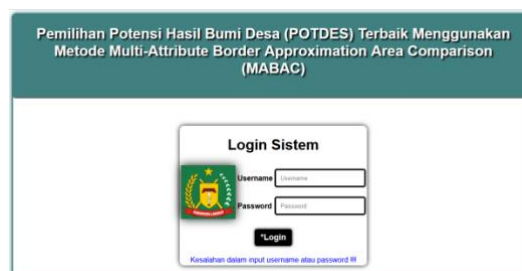 Pemilihan Potensi Hasil Bumi Desa (POTDES) Terbaik Menggunakan
Metode Multi-Attribute Border Approximation Area Comparison
(MABAC)
Login Sistem
Username Username
Password Password
*Login
Kesalahan dalam input username atau password !!!